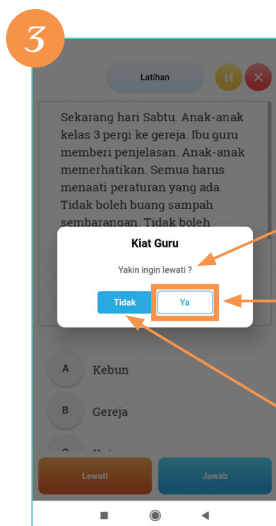 3
Latihan
Sekarang hari Sabtu. Anak-anak
kelas 3 pergi ke gereja. Ibu guru
memberi penjelasan. Anak-anak
memerhatikan. Semua harus
menaati peraturan yang ada.
Tidak boleh buang sampah
sembarangan. Tidak boleh
Kiat Guru
Yakin ingin lewati ?
Tidak
Ya
A Kebun
B Gereja
Lewati
Jawab